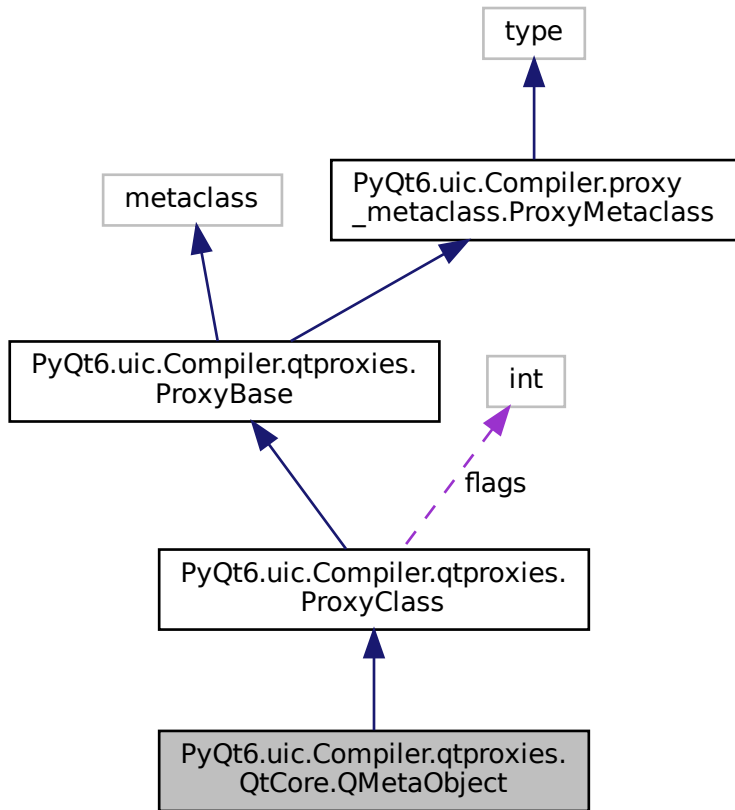 type
PyQt6.uic.Compiler.proxy
_metaclass.ProxyMetaclass
metaclass
PyQt6.uic.Compiler.qtproxies.
ProxyBase
int
flags
PyQt6.uic.Compiler.qtproxies.
ProxyClass
PyQt6.uic.Compiler.qtproxies.
QtCore.QMetaObject